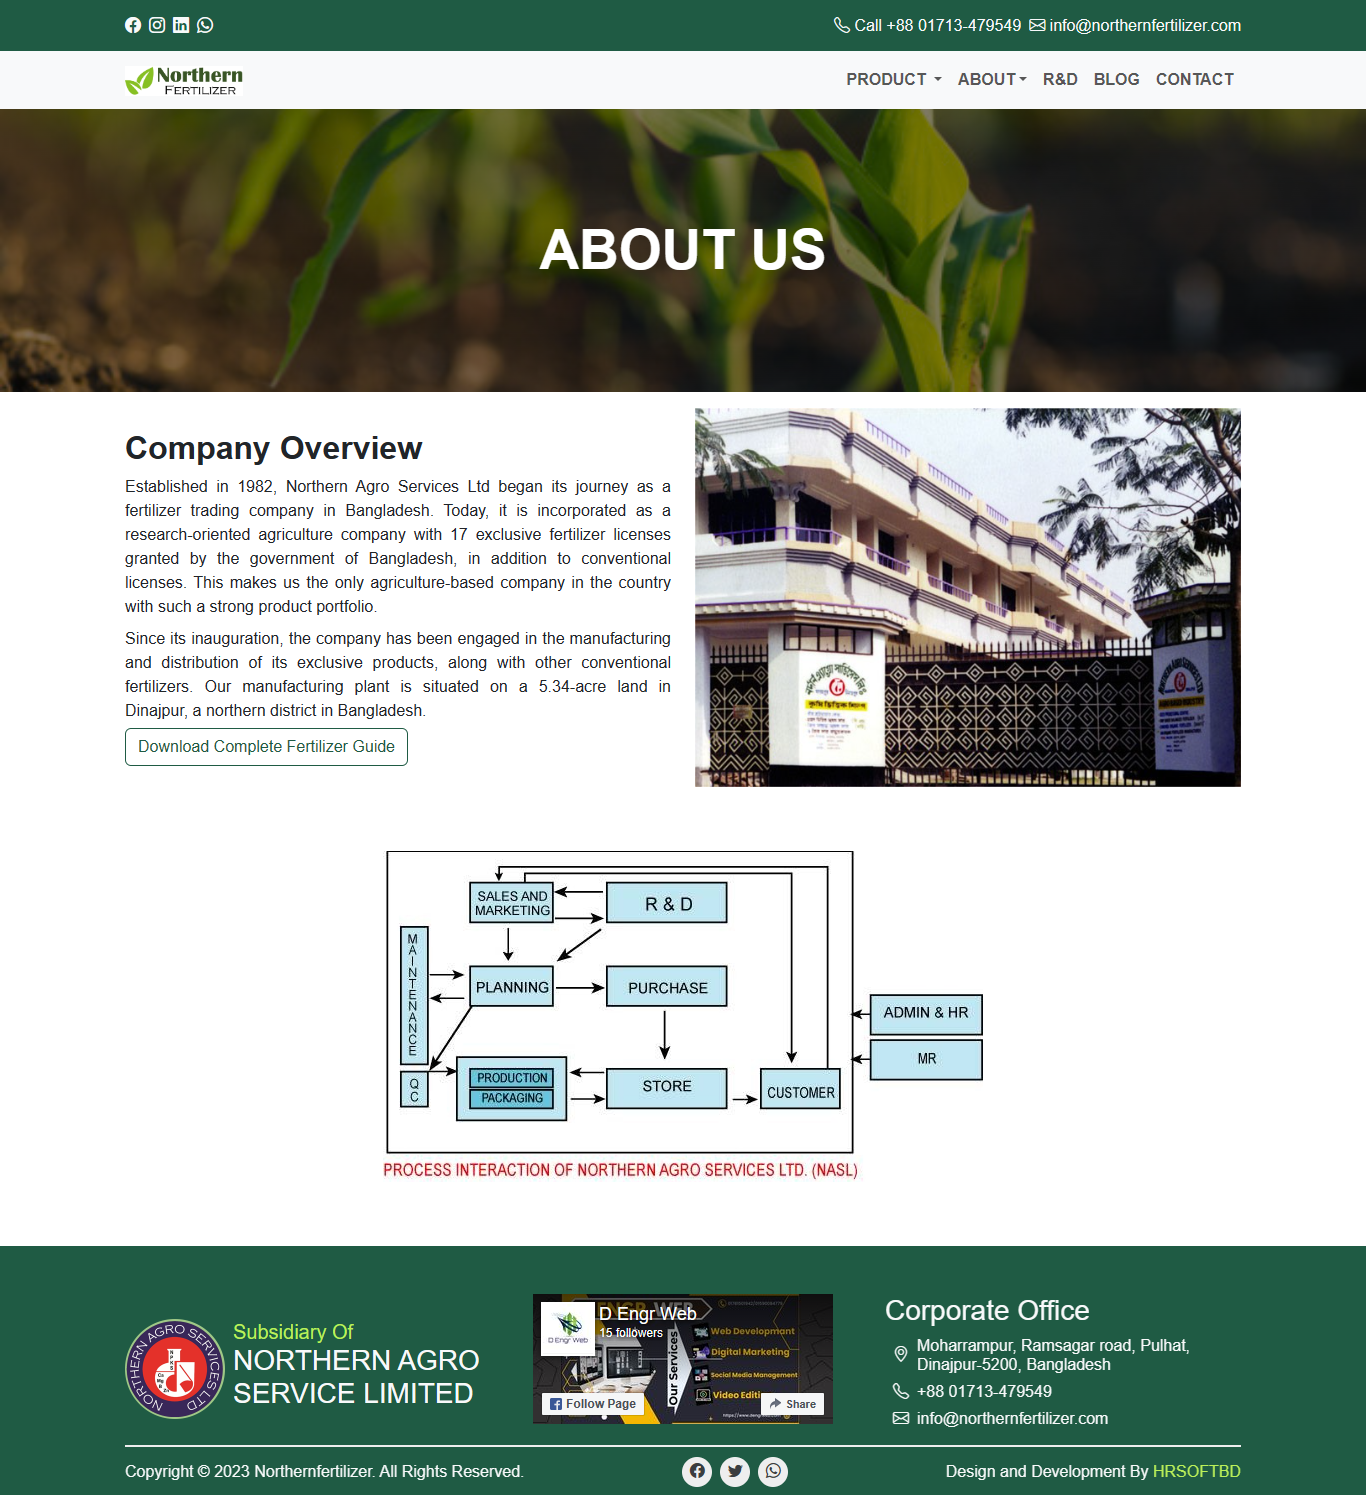 Call +88 01713-479549 info@northernfertilizer.com
Northern
FERTILIZER
PRODUCT ABOUT R&D BLOG CONTACT
ABOUT US
Company Overview
Established in 1982, Northern Agro Services Ltd began its journey as a
fertilizer trading company in Bangladesh. Today, it is incorporated as a
research-oriented agriculture company with 17 exclusive fertilizer licenses
granted by the government of Bangladesh, in addition to conventional
licenses. This makes us the only agriculture-based company in the country
with such a strong product portfolio.
Since its inauguration, the company has been engaged in the manufacturing
and distribution of its exclusive products, along with other conventional
fertilizers. Our manufacturing plant is situated on a 5.34-acre land in
Dinajpur, a northern district in Bangladesh.
Download Complete Fertilizer Guide
SALES AND
MARKETING
R & D
MAINTENANCE
PLANNING
PURCHASE
ADMIN & HR
MR
QC
PRODUCTION
PACKAGING
STORE
CUSTOMER
PROCESS INTERACTION OF NORTHERN AGRO SERVICES LTD. (NASL)
NORTHERN AGRO SERVICES LTD
Subsidiary Of
NORTHERN AGRO
SERVICE LIMITED
D Engr Web
15 followers
D Engr Web
Our Services
Web Developmant
Digital Marketing
Social Media Management
Video Editi
Follow Page
Share
Corporate Office
Moharrampur, Ramsagar road, Pulhat,
Dinajpur-5200, Bangladesh
+88 01713-479549
info@northernfertilizer.com
Copyright © 2023 Northernfertilizer. All Rights Reserved.
Design and Development By HRSOFTBD